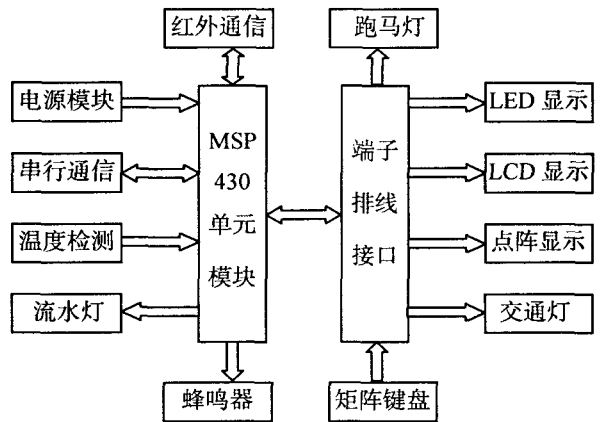 红外通信
跑马灯
电源模块
串行通信
温度检测
流水灯
MSP
430
单元
模块
端子
排线
接口
LED 显示
LCD 显示
点阵显示
交通灯
蜂鸣器
矩阵键盘